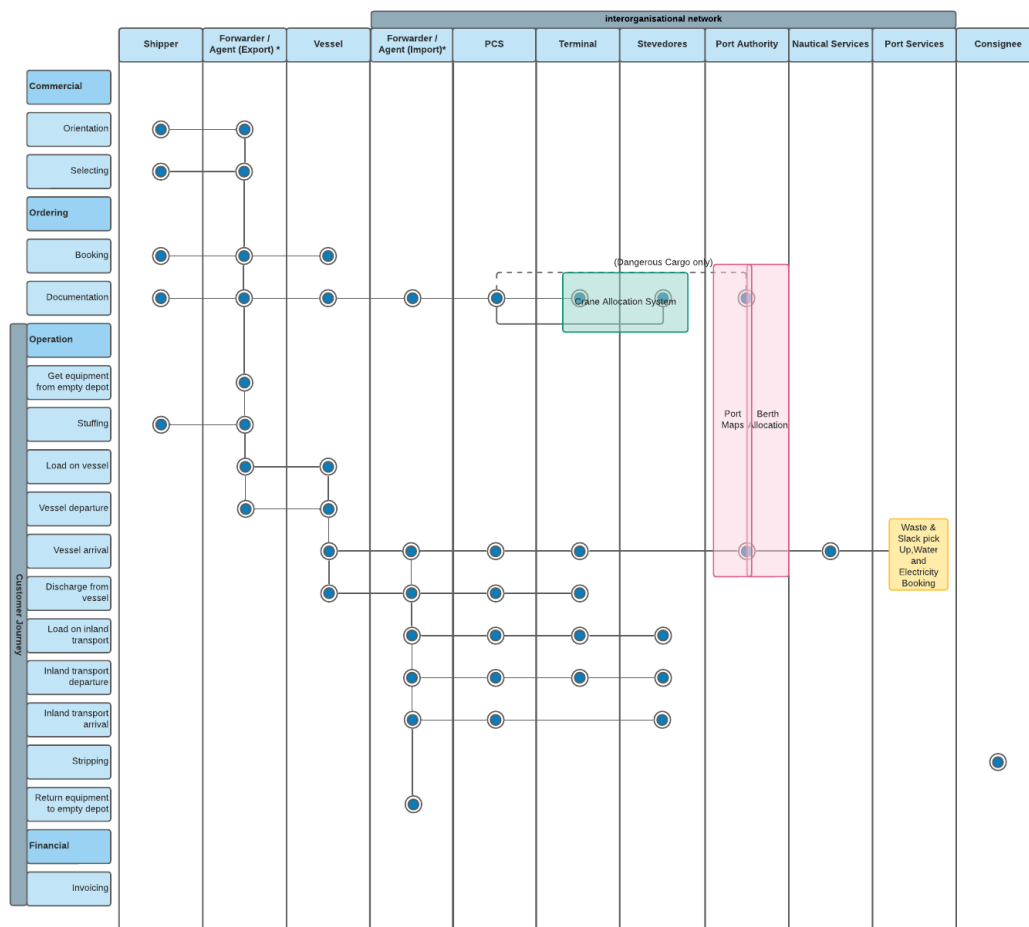 interorganisational network
Shipper
Forwarder /
Agent (Export) *
Vessel
Forwarder /
Agent (Import)*
PCS
Terminal
Stevedores
Port Authority
Nautical Services
Port Services
Consignee
Commercial
Orientation
Selecting
Ordering
Booking
(Dangerous Cargo only)
Documentation
Crane Allocation System
Customer Journey
Operation
Get equipment
from empty depot
Stuffing
Port
Maps
Berth
Allocation
Load on vessel
Vessel departure
Vessel arrival
Waste &
Slack pick
Up,Water
and
Electricity
Booking
Discharge from
vessel
Load on inland
transport
Inland transport
departure
Inland transport
arrival
Stripping
Return equipment
to empty depot
Financial
Invoicing